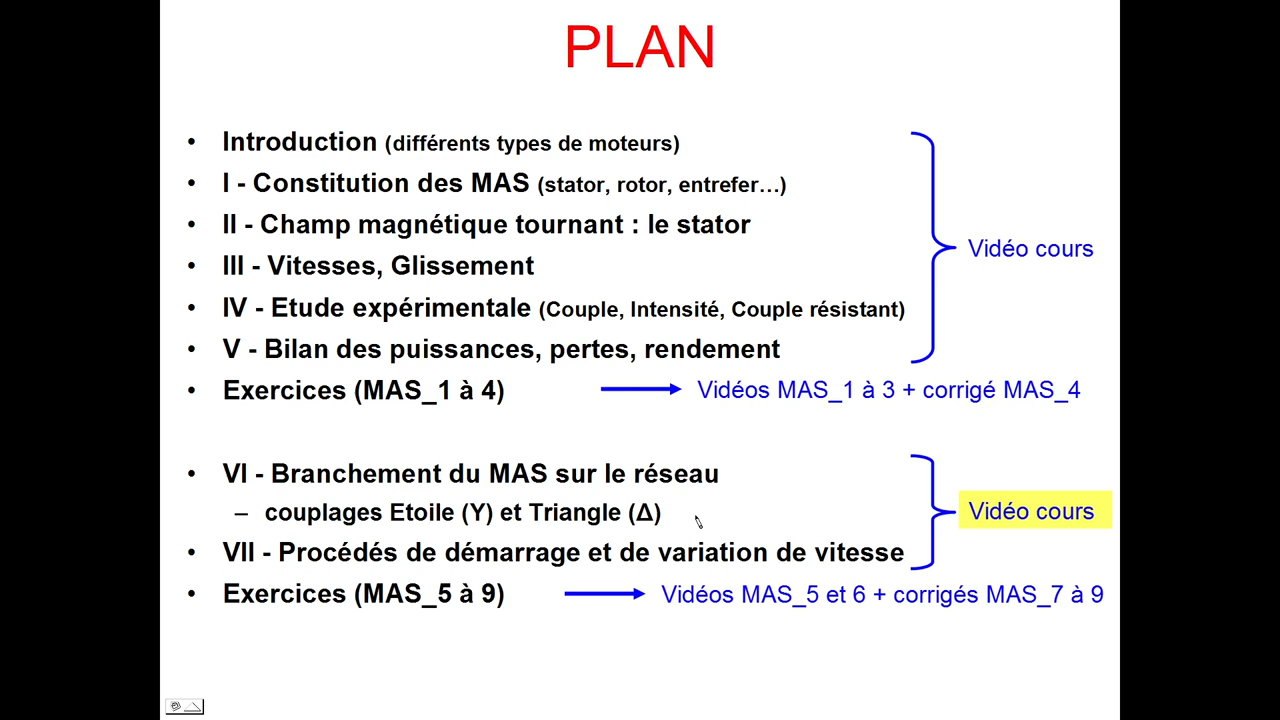 PLAN
• Introduction (différents types de moteurs)
• I - Constitution des MAS (stator, rotor, entrefer…)
• II - Champ magnétique tournant : le stator
Vidéo cours
• III - Vitesses, Glissement
• IV - Etude expérimentale (Couple, Intensité, Couple résistant)
• V - Bilan des puissances, pertes, rendement
• Exercices (MAS_1 à 4) Vidéos MAS_1 à 3 + corrigé MAS_4
• VI - Branchement du MAS sur le réseau
– couplages Etoile (Y) et Triangle (Δ)
Vidéo cours
• VII - Procédés de démarrage et de variation de vitesse
• Exercices (MAS_5 à 9) Vidéos MAS_5 et 6 + corrigés MAS_7 à 9